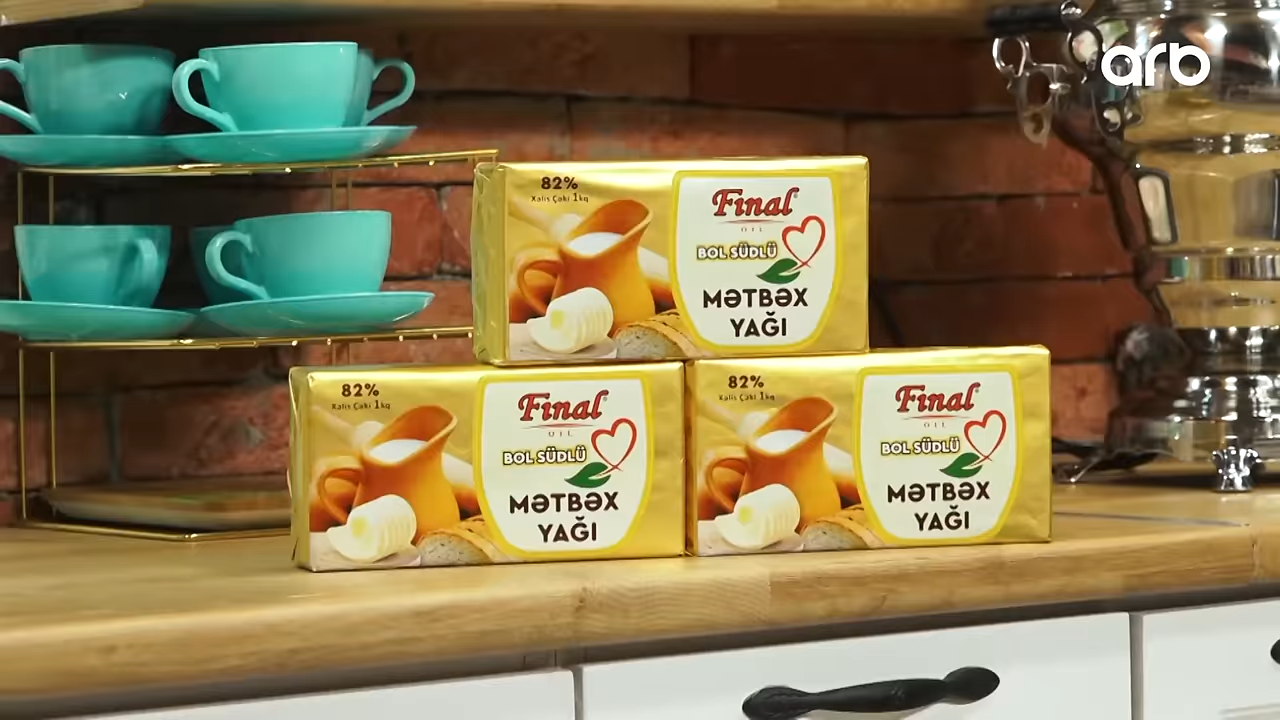 arb
82%
Xalis Çəki 1kq
Final
OIL
BOL SÜDLÜ
MƏTBƏX
YAĞI
82%
Xalis Çəki 1kq
Final
OIL
BOL SÜDLÜ
MƏTBƏX
YAĞI
82%
Xalis Çəki 1kq
Final
OIL
BOL SÜDLÜ
MƏTBƏX
YAĞI